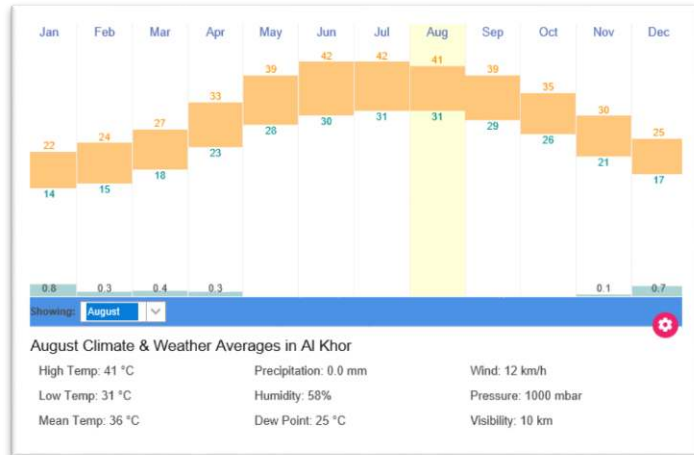 Jan Feb Mar Apr May Jun Jul Aug Sep Oct Nov Dec
22 24 27 33 39 42 42 41 39 35 30 25
14 15 18 23 28 30 31 31 29 26 21 17
0.8 0.3 0.4 0.3 0.1 0.7
Showing: August
August Climate & Weather Averages in Al Khor
High Temp: 41 °C Precipitation: 0.0 mm Wind: 12 km/h
Low Temp: 31 °C Humidity: 58% Pressure: 1000 mbar
Mean Temp: 36 °C Dew Point: 25 °C Visibility: 10 km